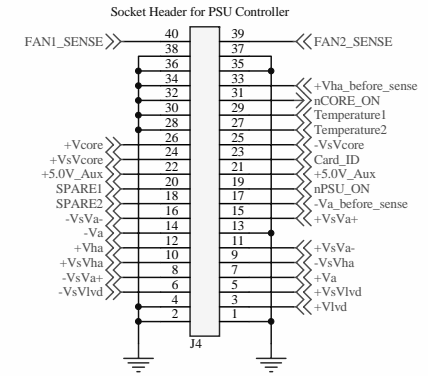 Socket Header for PSU Controller
FAN1_SENSE 40 39 FAN2_SENSE
38 37
36 35
34 33 +Vha_before_sense
32 31 nCORE_ON
30 29 Temperature1
28 27 Temperature2
+Vcore 26 25 -VsVcore
+VsVcore 24 23 Card_ID
+5.0V_Aux 22 21 +5.0V_Aux
SPARE1 20 19 nPSU_ON
SPARE2 18 17 -Va_before_sense
-VsVa- 16 15 +VsVa+
-Va 14 13
+Vha 12 11 +VsVa-
+VsVha 10 9 -VsVha
-VsVa+ 8 7 +Va
-VsVlvd 6 5 +VsVlvd
4 3 +Vlvd
2 1
J4